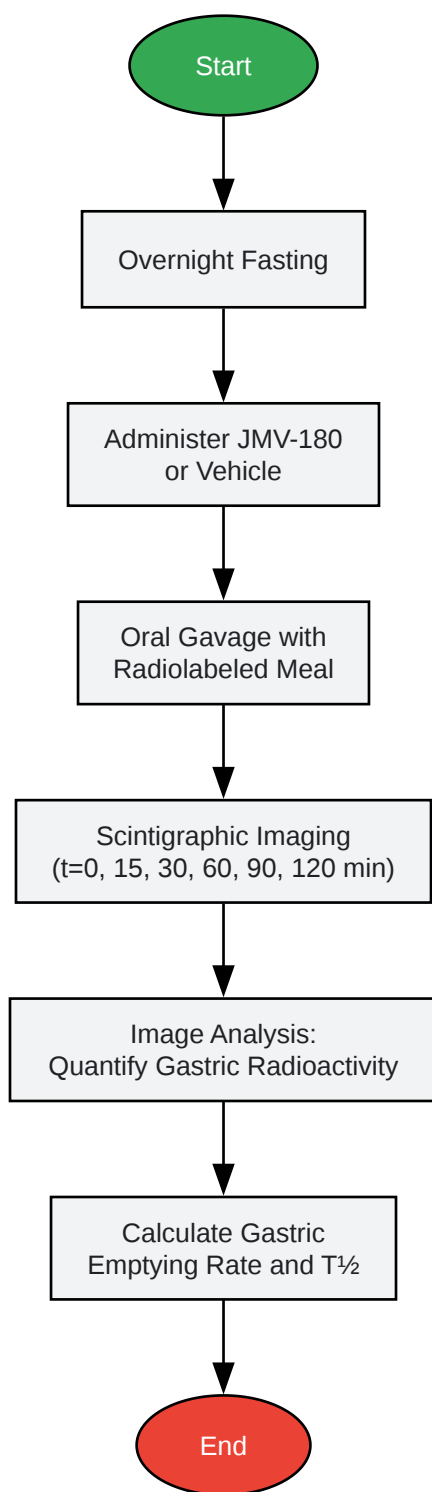 Start
Overnight Fasting
Administer JMV-180
or Vehicle
Oral Gavage with
Radiolabeled Meal
Scintigraphic Imaging
(t=0, 15, 30, 60, 90, 120 min)
Image Analysis:
Quantify Gastric Radioactivity
Calculate Gastric
Emptying Rate and T½
End